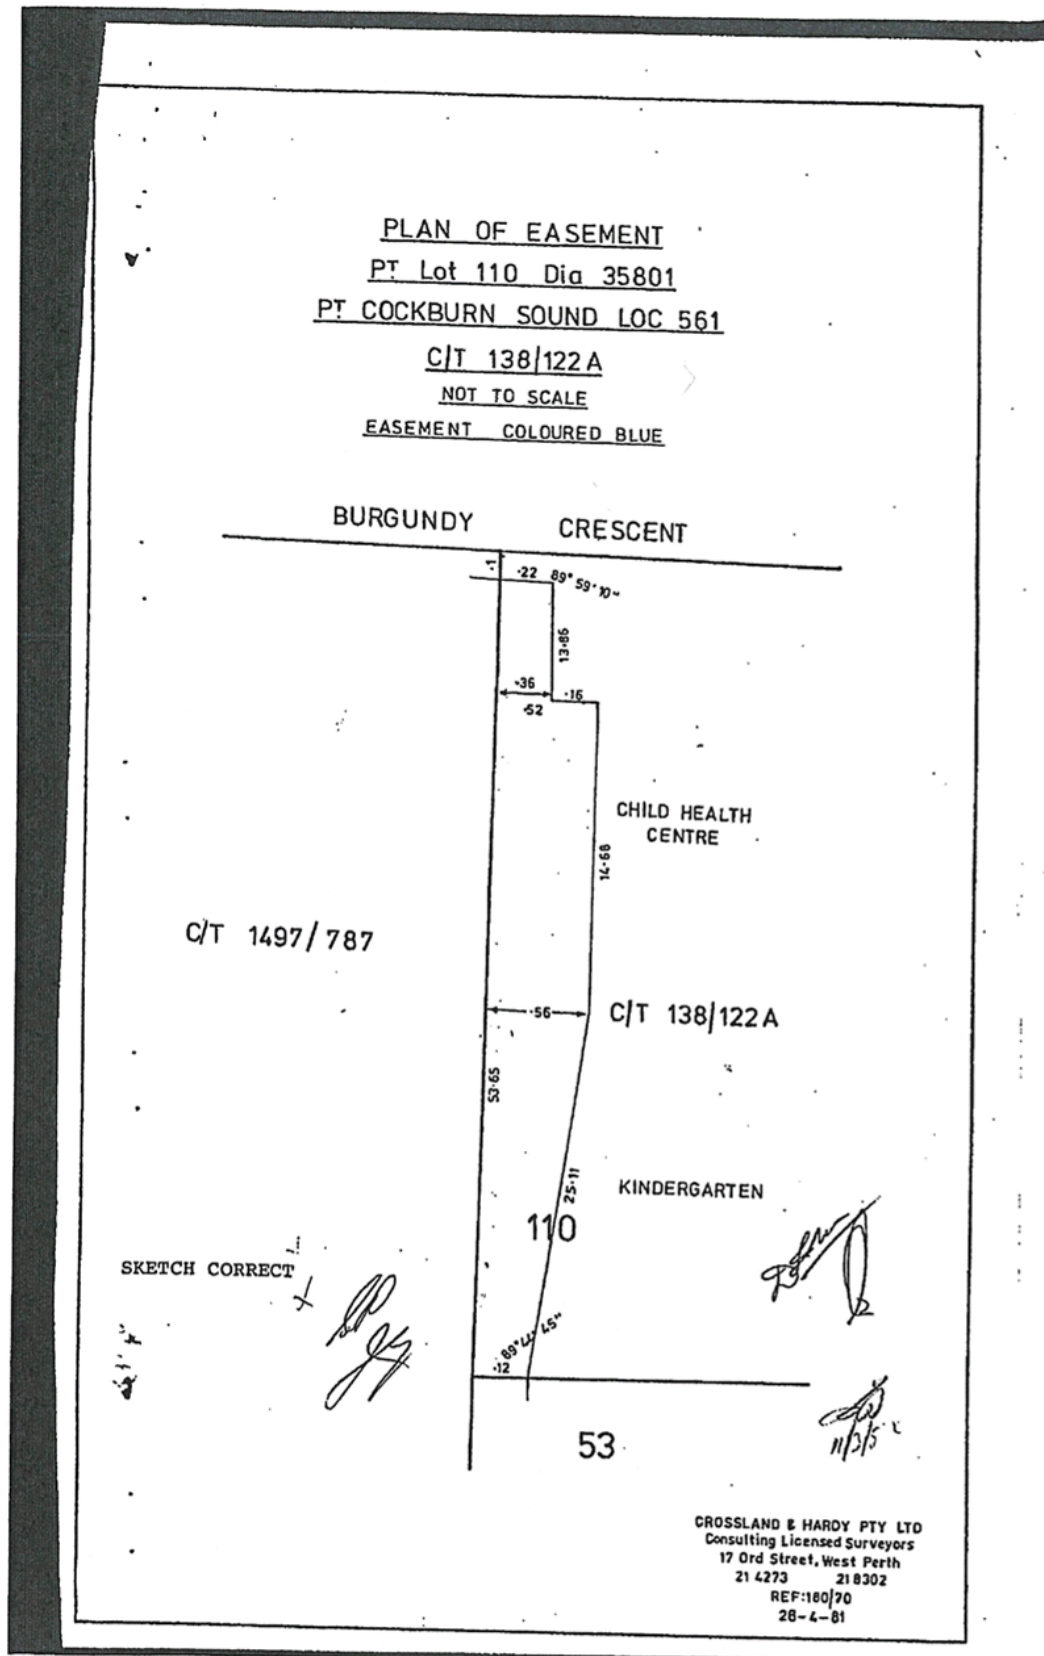 PLAN OF EASEMENT
PT Lot 110 Dia 35801
PT COCKBURN SOUND LOC 561
C/T 138/122A
NOT TO SCALE
EASEMENT COLOURED BLUE
BURGUNDY CRESCENT
·1
·22 89° 59' 10"
13·86
·36
·16
·52
CHILD HEALTH
CENTRE
14·68
C/T 1497/787
·56
C/T 138/122A
53·65
25·11
KINDERGARTEN
110
SKETCH CORRECT
89° 44' 45"
·12
53
CROSSLAND & HARDY PTY LTD
Consulting Licensed Surveyors
17 Ord Street, West Perth
21 4273 21 8302
REF:160/70
28-4-81